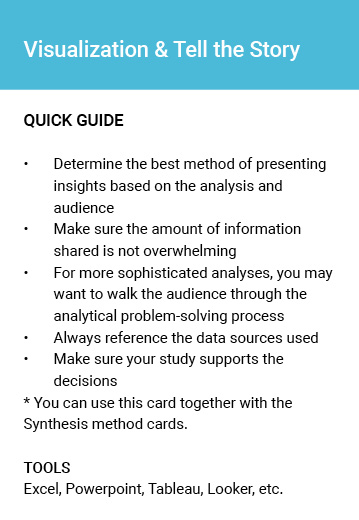 Visualization & Tell the Story
QUICK GUIDE
• Determine the best method of presenting
insights based on the analysis and
audience
• Make sure the amount of information
shared is not overwhelming
• For more sophisticated analyses, you may
want to walk the audience through the
analytical problem-solving process
• Always reference the data sources used
• Make sure your study supports the
decisions
* You can use this card together with the
Synthesis method cards.
TOOLS
Excel, Powerpoint, Tableau, Looker, etc.